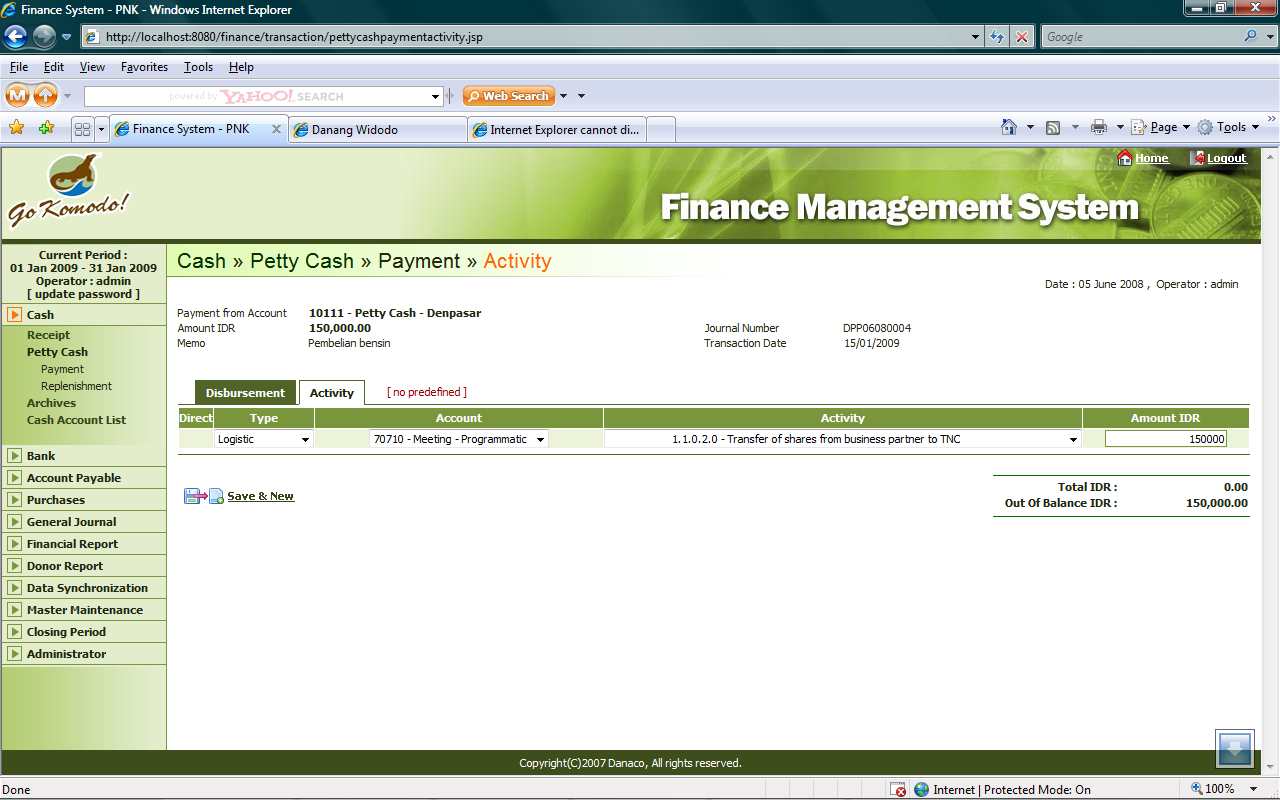 Finance System - PNK - Windows Internet Explorer
http://localhost:8080/finance/transaction/pettycashpaymentactivity.jsp
Google
File Edit View Favorites Tools Help
powered by YAHOO! SEARCH
Web Search
Finance System - PNK
Danang Widodo
Internet Explorer cannot di...
Page
Tools
Go Komodo!
Home
Logout
Finance Management System
Current Period :
01 Jan 2009 - 31 Jan 2009
Operator : admin
[ update password ]
Cash
Receipt
Petty Cash
Payment
Replenishment
Archives
Cash Account List
Bank
Account Payable
Purchases
General Journal
Financial Report
Donor Report
Data Synchronization
Master Maintenance
Closing Period
Administrator
Cash » Petty Cash » Payment » Activity
Date : 05 June 2008 , Operator : admin
Payment from Account 10111 - Petty Cash - Denpasar
Amount IDR 150,000.00 Journal Number DPP06080004
Memo Pembelian bensin Transaction Date 15/01/2009
Disbursement Activity [ no predefined ]
Direct Type Account Activity Amount IDR
Logistic 70710 - Meeting - Programmatic 1.1.0.2.0 - Transfer of shares from business partner to TNC 150000
Save & New
Total IDR : 0.00
Out Of Balance IDR : 150,000.00
Copyright(C)2007 Danaco, All rights reserved.
Done
Internet | Protected Mode: On
100%